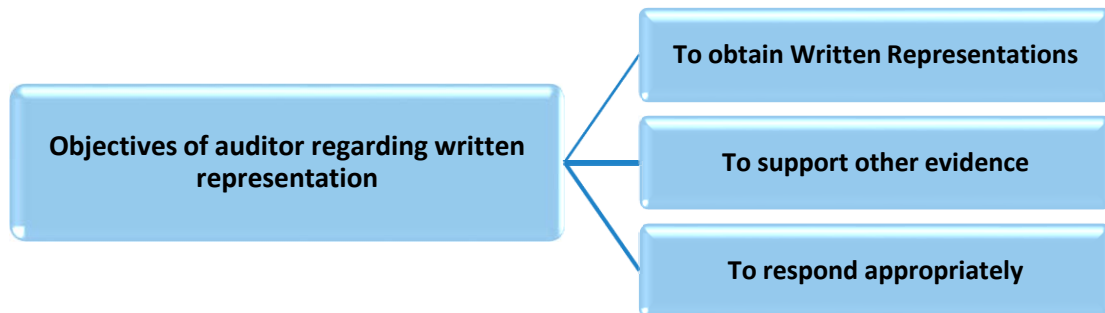 Objectives of auditor regarding written
representation
To obtain Written Representations
To support other evidence
To respond appropriately